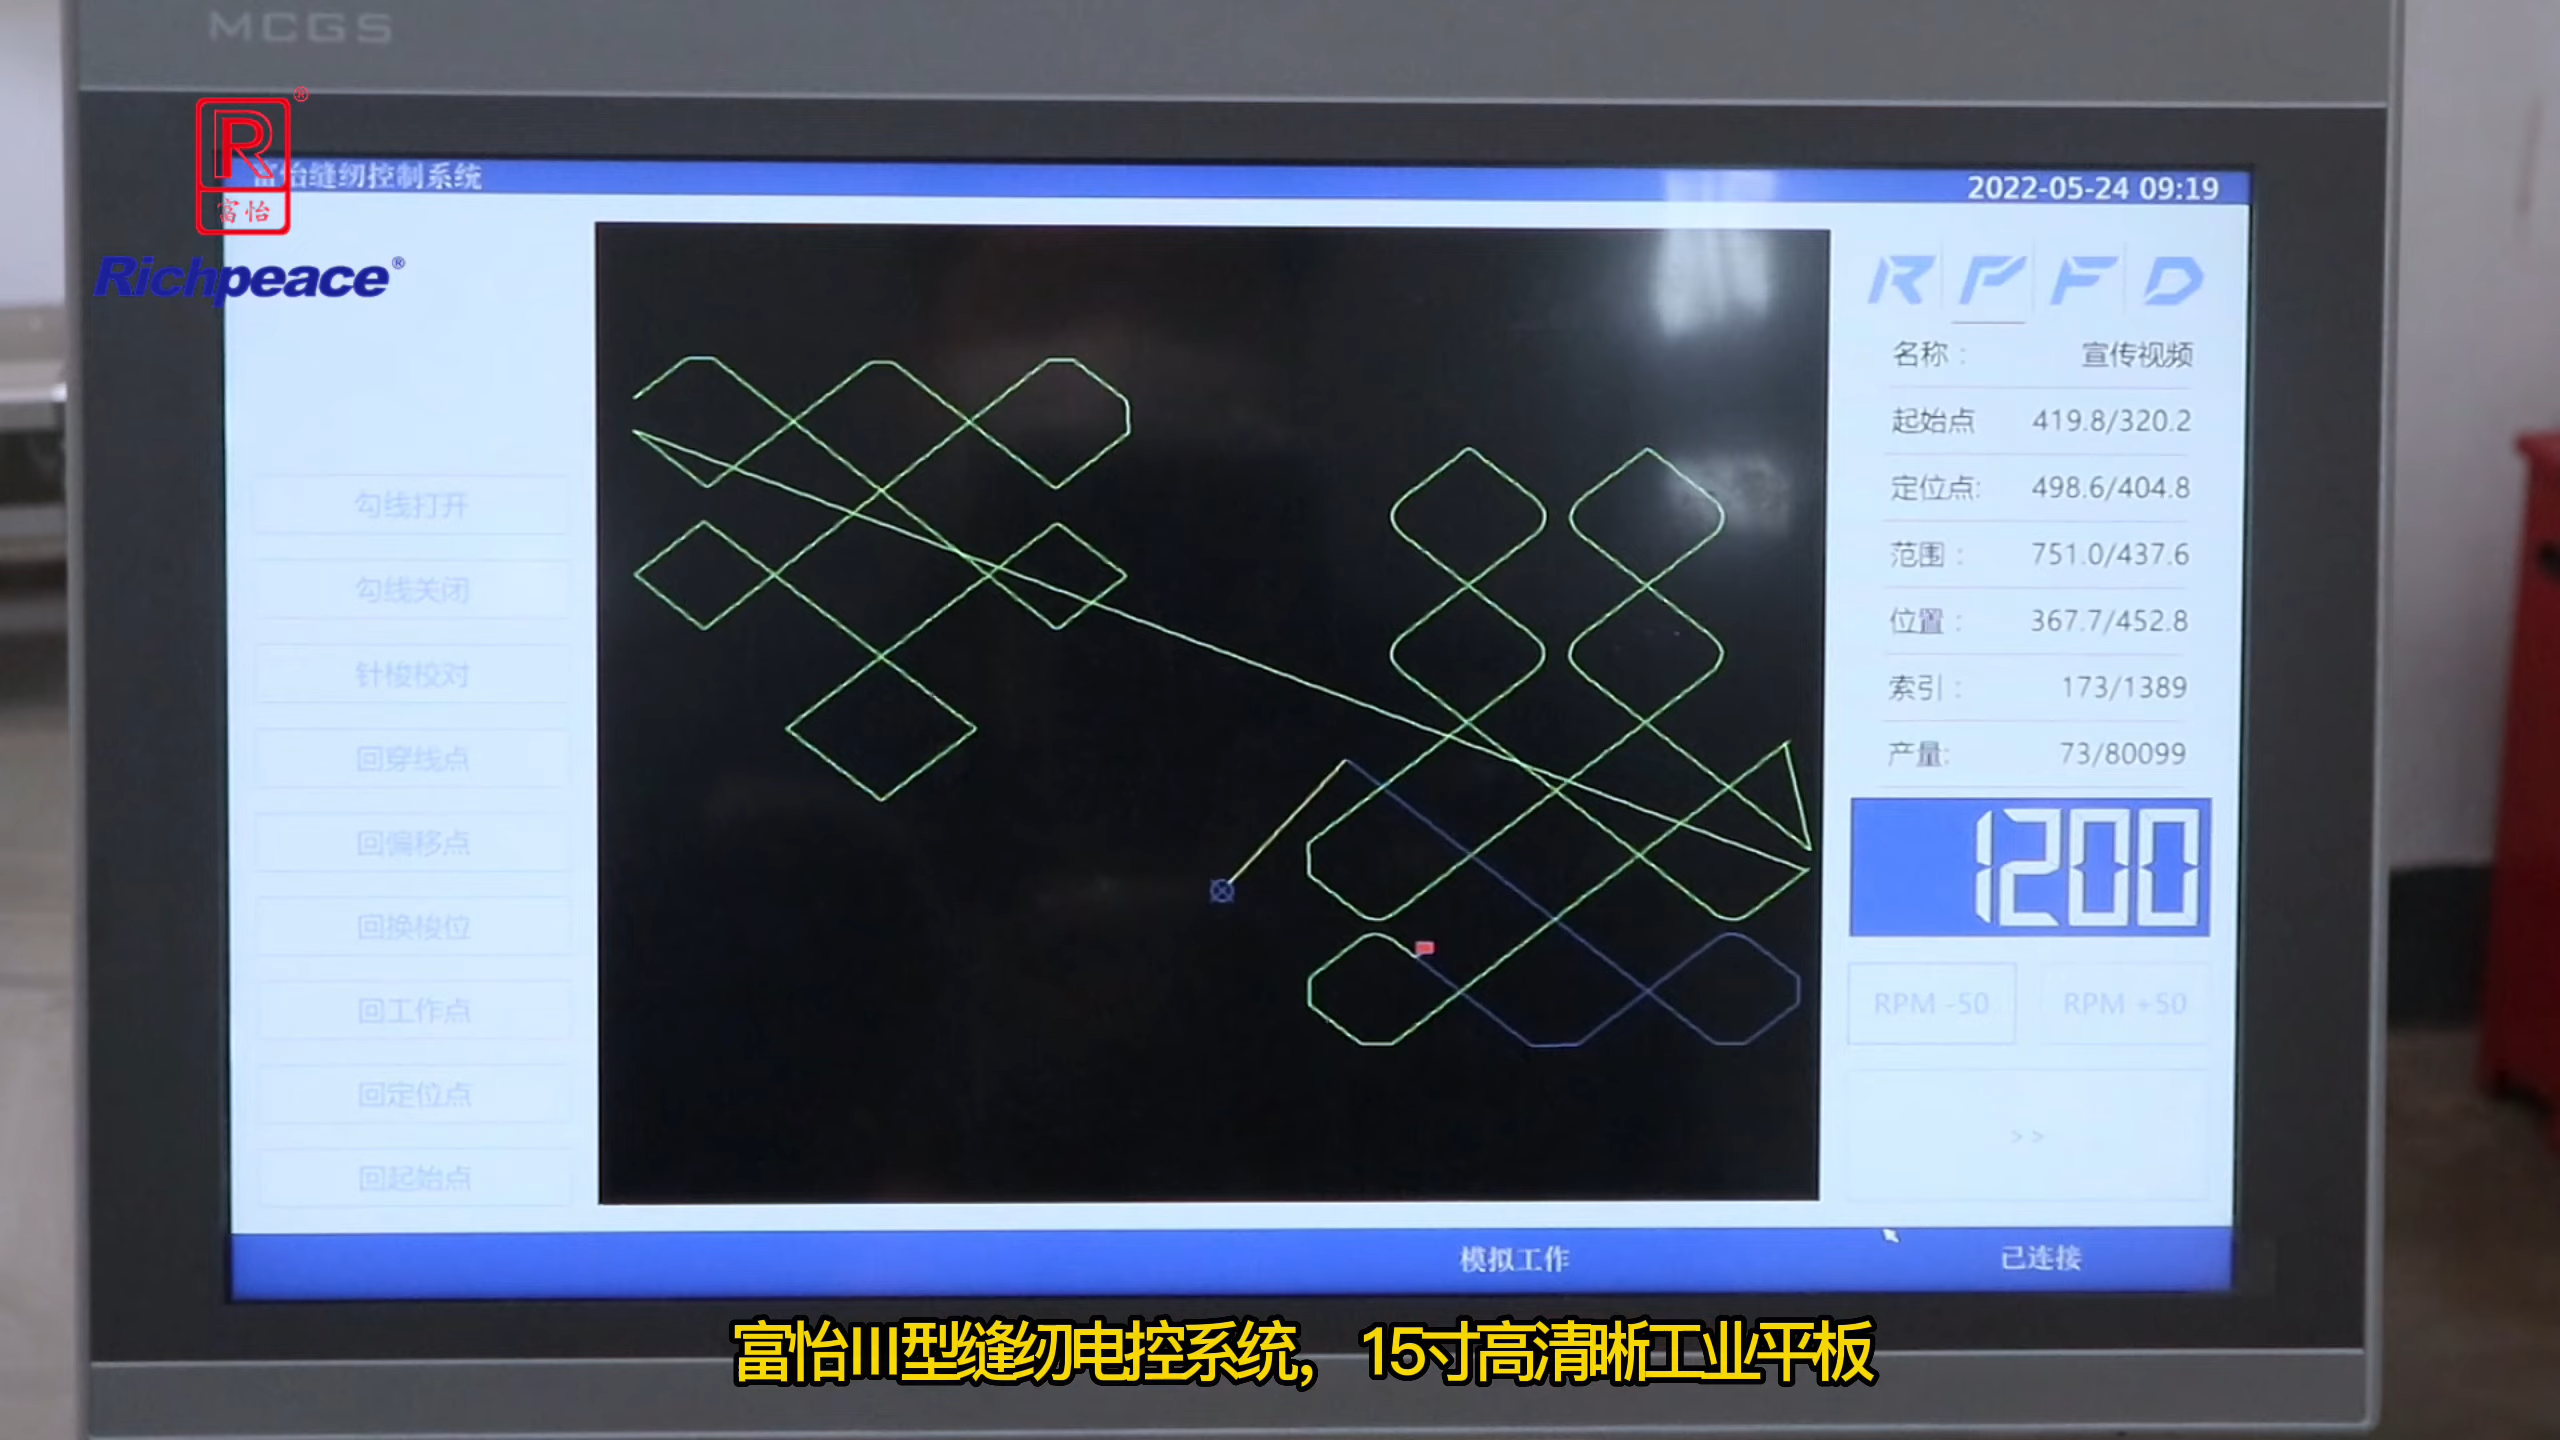 MCGS
R®
富怡
Richpeace®
富怡缝纫控制系统
2022-05-24 09:19
勾线打开
勾线关闭
针梭校对
回穿线点
回偏移点
回换梭位
回工作点
回定位点
回起始点
R P F D
名称： 宣传视频
起始点 419.8/320.2
定位点: 498.6/404.8
范围： 751.0/437.6
位置： 367.7/452.8
索引： 173/1389
产量: 73/80099
1200
RPM -50 RPM +50
>>
模拟工作 已连接
富怡III型缝纫电控系统，15寸高清晰工业平板